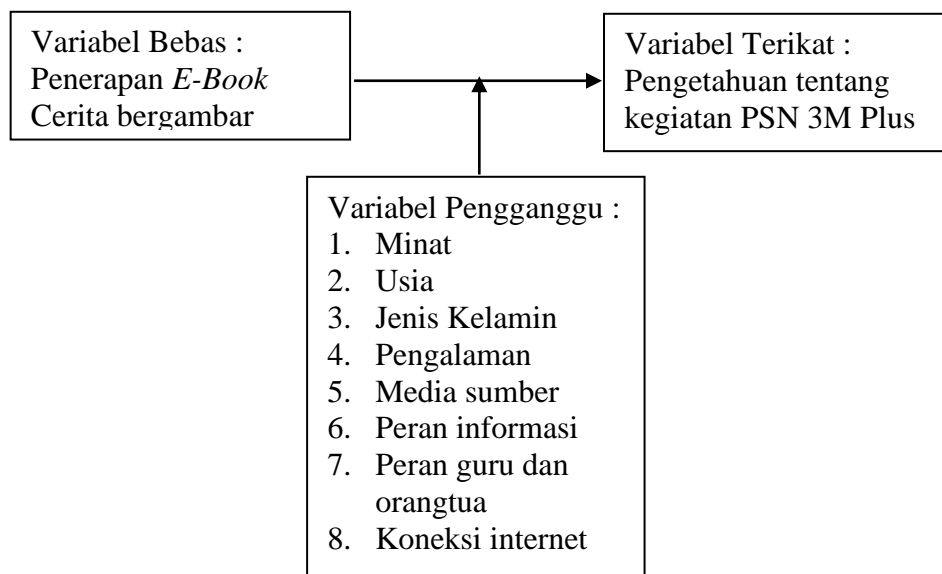 Variabel Bebas :
Penerapan E-Book
Cerita bergambar
Variabel Terikat :
Pengetahuan tentang
kegiatan PSN 3M Plus
Variabel Pengganggu :
1. Minat
2. Usia
3. Jenis Kelamin
4. Pengalaman
5. Media sumber
6. Peran informasi
7. Peran guru dan
orangtua
8. Koneksi internet